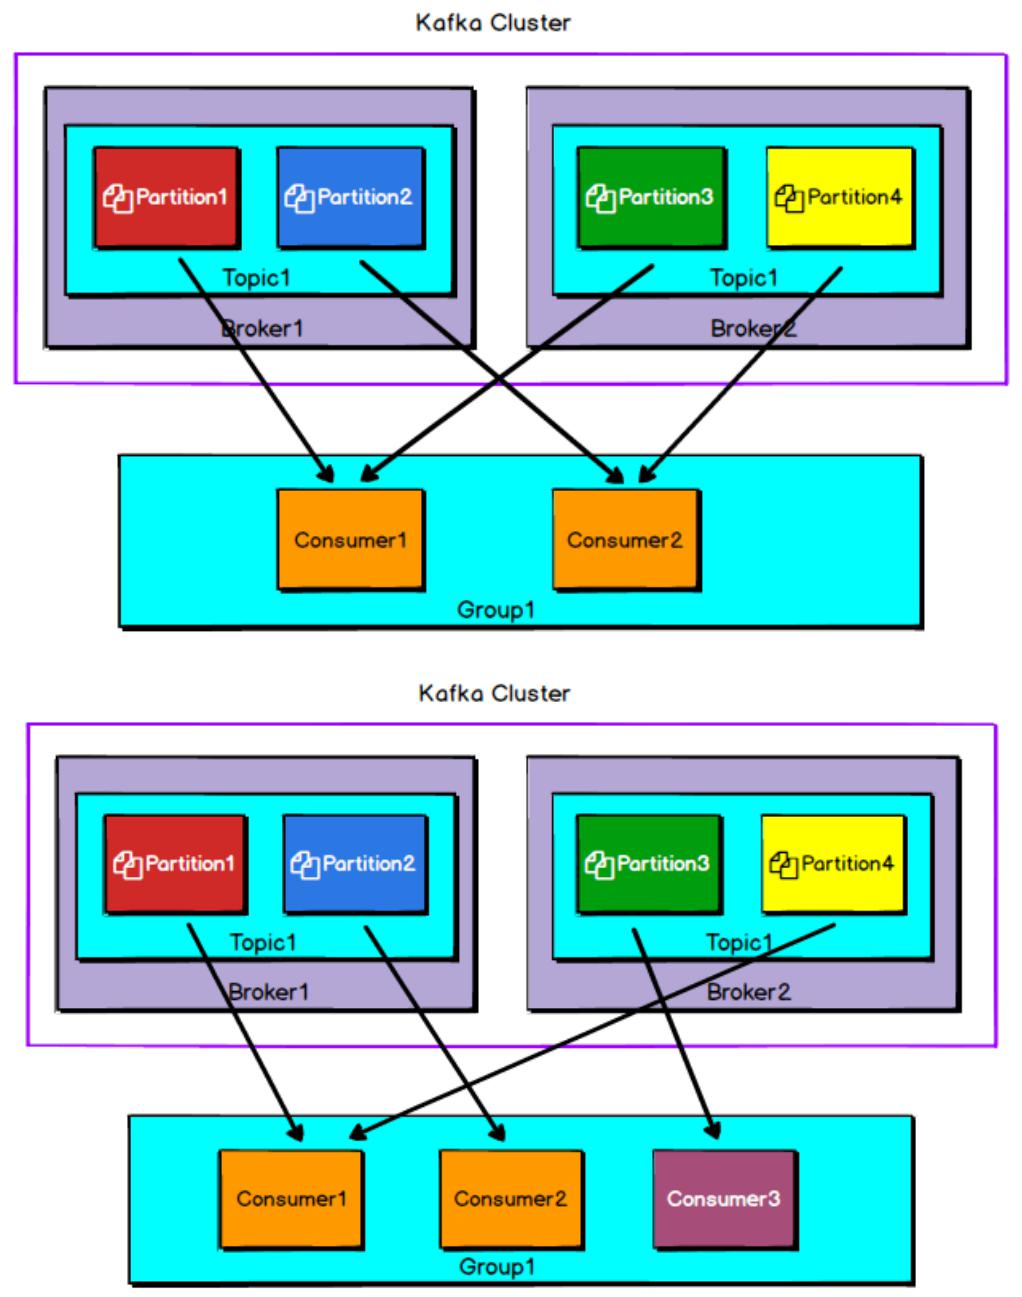 Kafka Cluster
Partition1
Partition2
Partition3
Partition4
Topic1
Topic1
Broker1
Broker2
Consumer1
Consumer2
Group1
Kafka Cluster
Partition1
Partition2
Partition3
Partition4
Topic1
Topic1
Broker1
Broker2
Consumer1
Consumer2
Consumer3
Group1